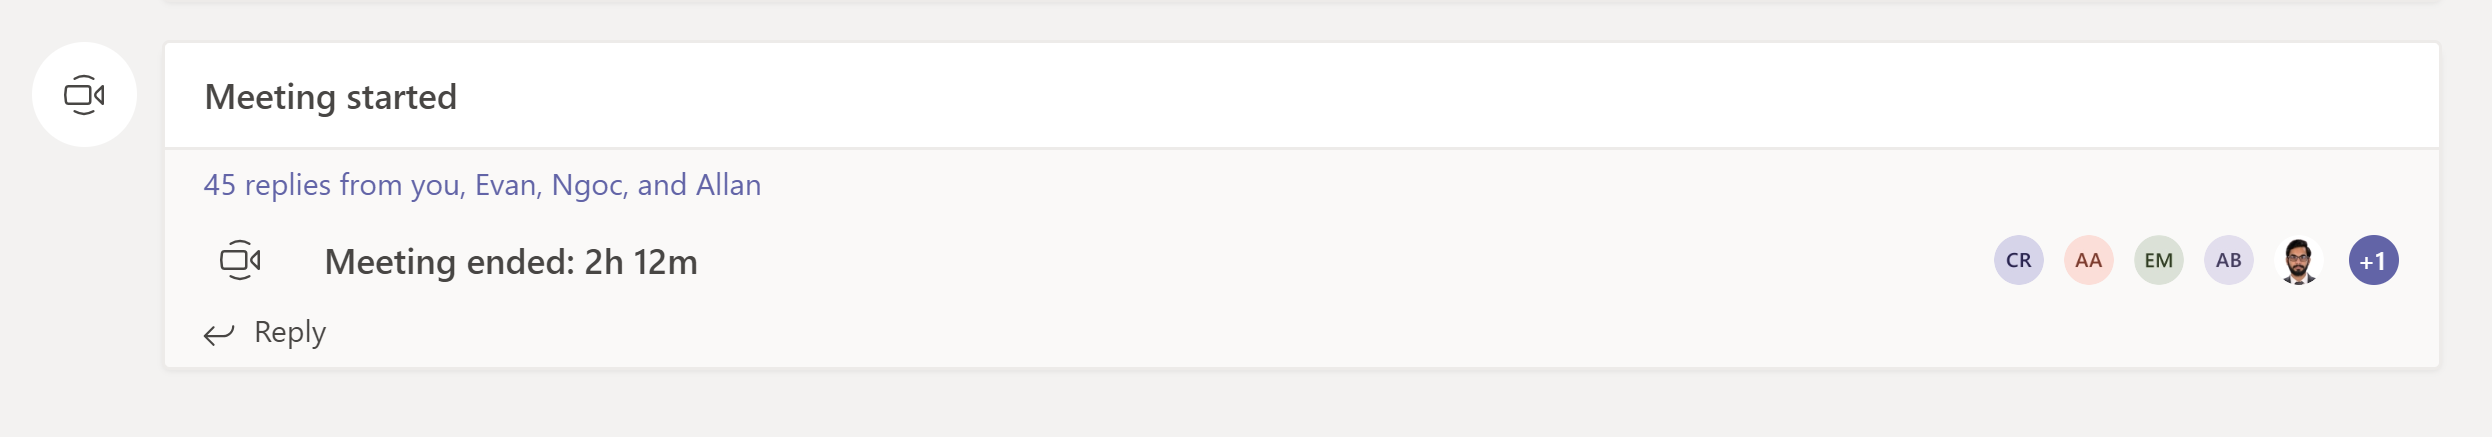 Meeting started
45 replies from you, Evan, Ngoc, and Allan
Meeting ended: 2h 12m
CR AA EM AB +1
Reply